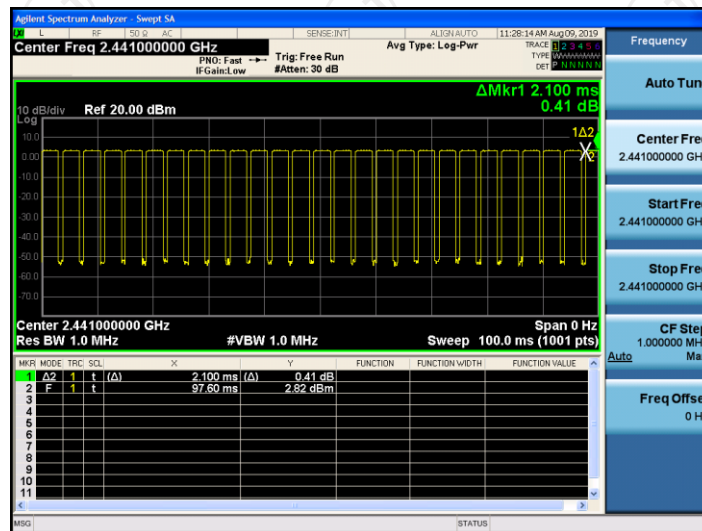 Agilent Spectrum Analyzer - Swept SA
L RF 50 Ω AC SENSE:INT ALIGN AUTO 11:28:14 AM Aug 09, 2019
Center Freq 2.441000000 GHz
PNO: Fast
IFGain:Low
Trig: Free Run
#Atten: 30 dB
Avg Type: Log-Pwr
TRACE 1 2 3 4 5 6
TYPE WWWWWW
DET P N N N N N
ΔMkr1 2.100 ms
0.41 dB
10 dB/div Ref 20.00 dBm
Log
10.0
0.00
-10.0
-20.0
-30.0
-40.0
-50.0
-60.0
-70.0
1Δ2
2
Center 2.441000000 GHz Span 0 Hz
Res BW 1.0 MHz #VBW 1.0 MHz Sweep 100.0 ms (1001 pts)
MKR MODE TRC SCL X Y FUNCTION FUNCTION WIDTH FUNCTION VALUE
1 Δ2 1 t (Δ) 2.100 ms (Δ) 0.41 dB
2 F 1 t 97.60 ms 2.82 dBm
3
4
5
6
7
8
9
10
11
MSG STATUS
Frequency
Auto Tun
Center Fre
2.441000000 GH
Start Fre
2.441000000 GH
Stop Fre
2.441000000 GH
CF Step
1.000000 MH
Auto Ma
Freq Offse
0 H